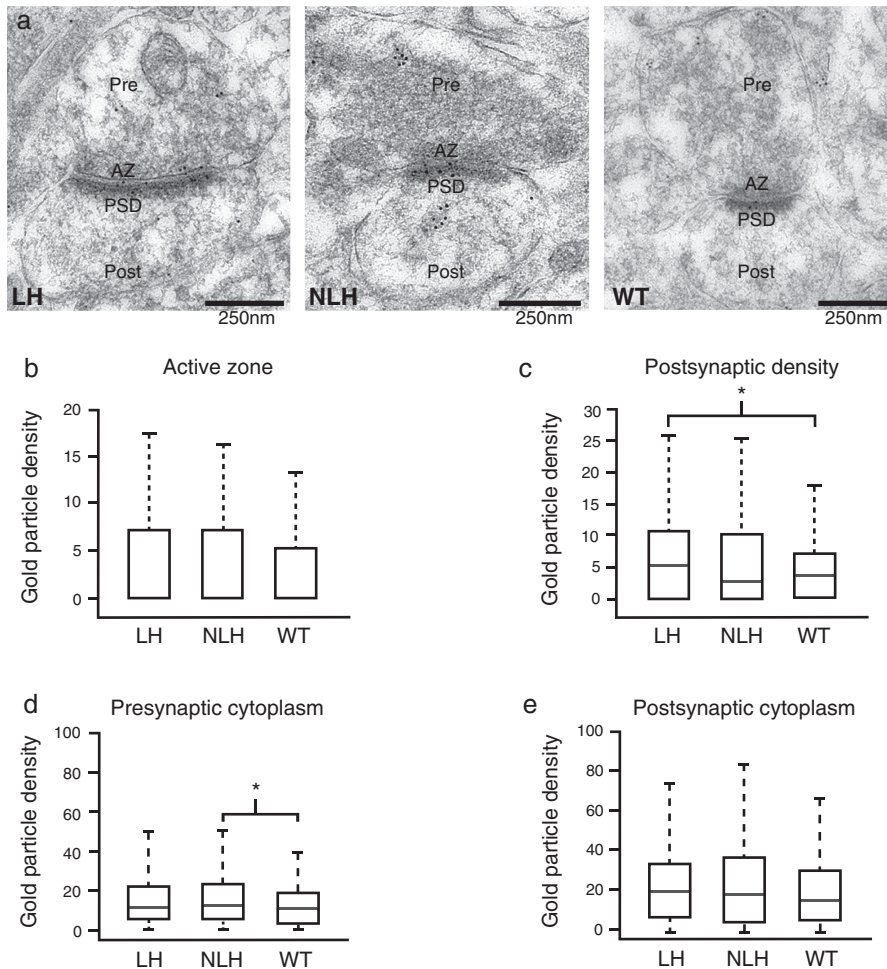 a
Pre
AZ
PSD
Post
LH
250nm
Pre
AZ
PSD
Post
NLH
250nm
Pre
AZ
PSD
Post
WT
250nm
b
Active zone
Gold particle density
20
15
10
5
0
LH NLH WT
c
Postsynaptic density
*
Gold particle density
30
25
20
15
10
5
0
LH NLH WT
d
Presynaptic cytoplasm
*
Gold particle density
100
80
60
40
20
0
LH NLH WT
e
Postsynaptic cytoplasm
Gold particle density
100
80
60
40
20
0
LH NLH WT